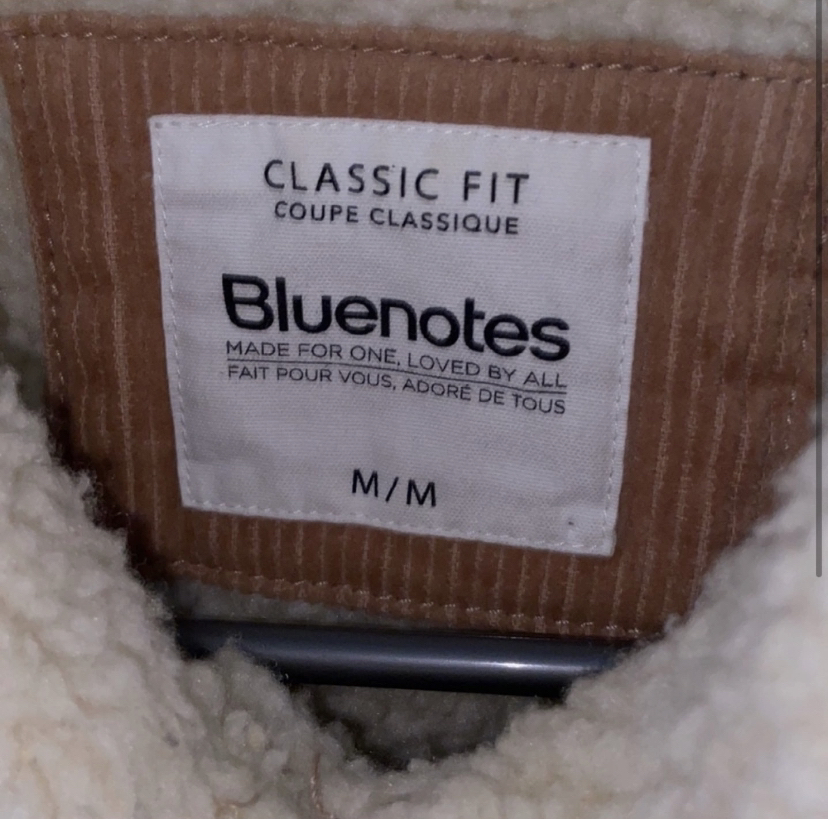 CLASSIC FIT
COUPE CLASSIQUE
Bluenotes
MADE FOR ONE, LOVED BY ALL
FAIT POUR VOUS, ADORÉ DE TOUS
M/M